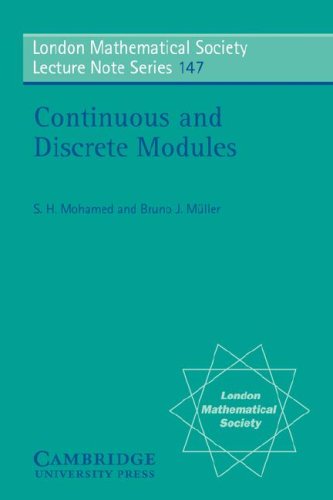 London Mathematical Society
Lecture Note Series 147
Continuous and
Discrete Modules
S. H. Mohamed and Bruno J. Müller
London
Mathematical
Society
CAMBRIDGE
UNIVERSITY PRESS